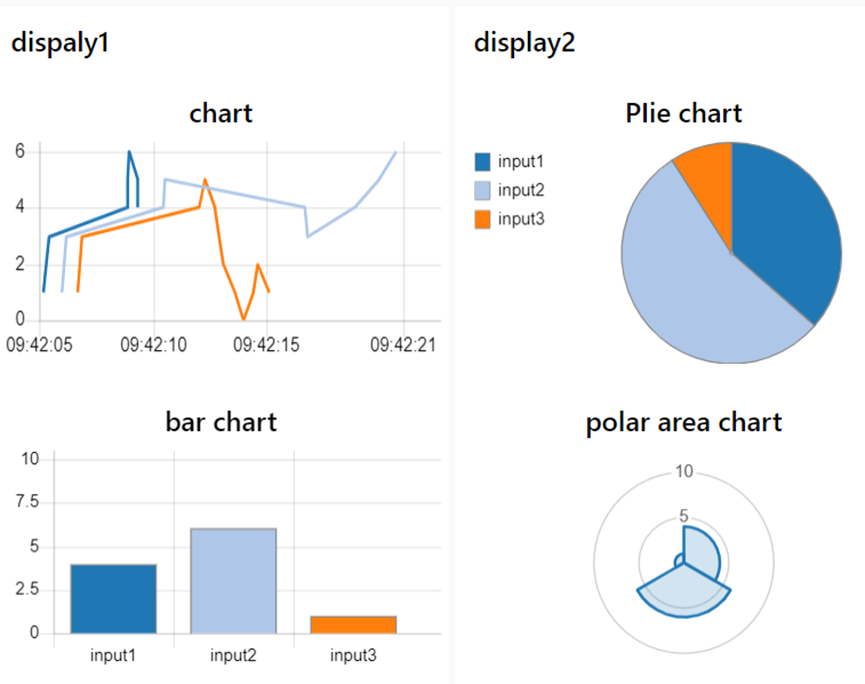 dispaly1
chart
6
4
2
0
09:42:05 09:42:10 09:42:15 09:42:21
bar chart
10
7.5
5
2.5
0
input1 input2 input3
display2
PIie chart
input1
input2
input3
polar area chart
10
5